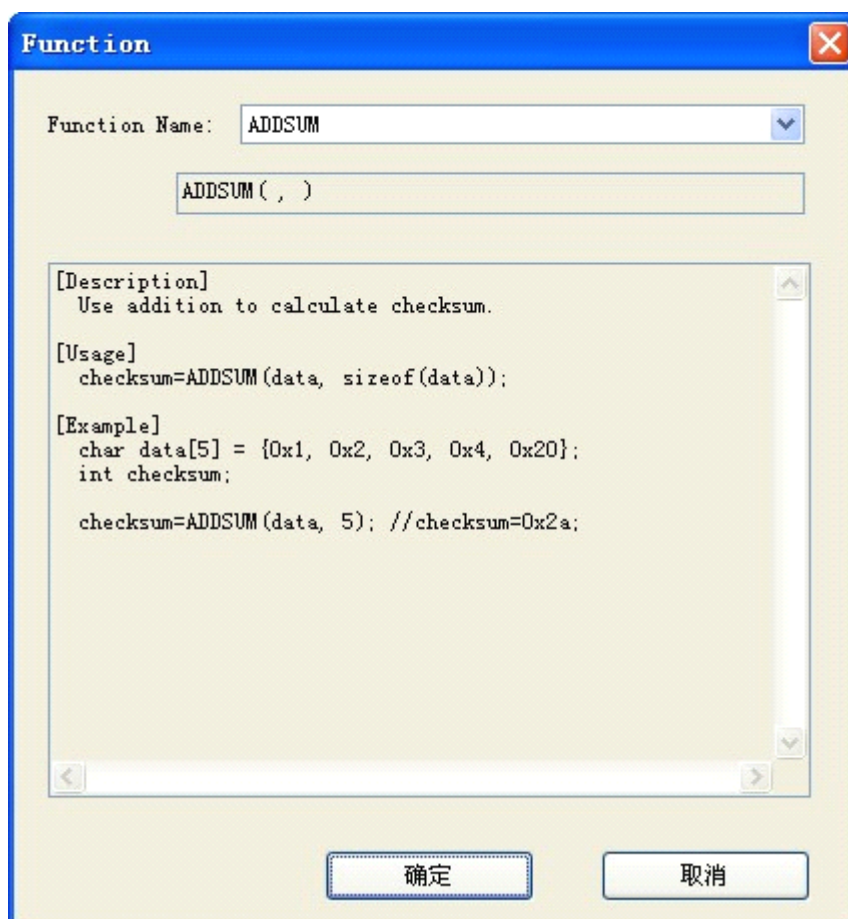 Function
Function Name: ADDSUM
ADDSUM( , )
[Description]
Use addition to calculate checksum.
[Usage]
checksum=ADDSUM(data, sizeof(data));
[Example]
char data[5] = {0x1, 0x2, 0x3, 0x4, 0x20};
int checksum;
checksum=ADDSUM(data, 5); //checksum=0x2a;
确定 取消